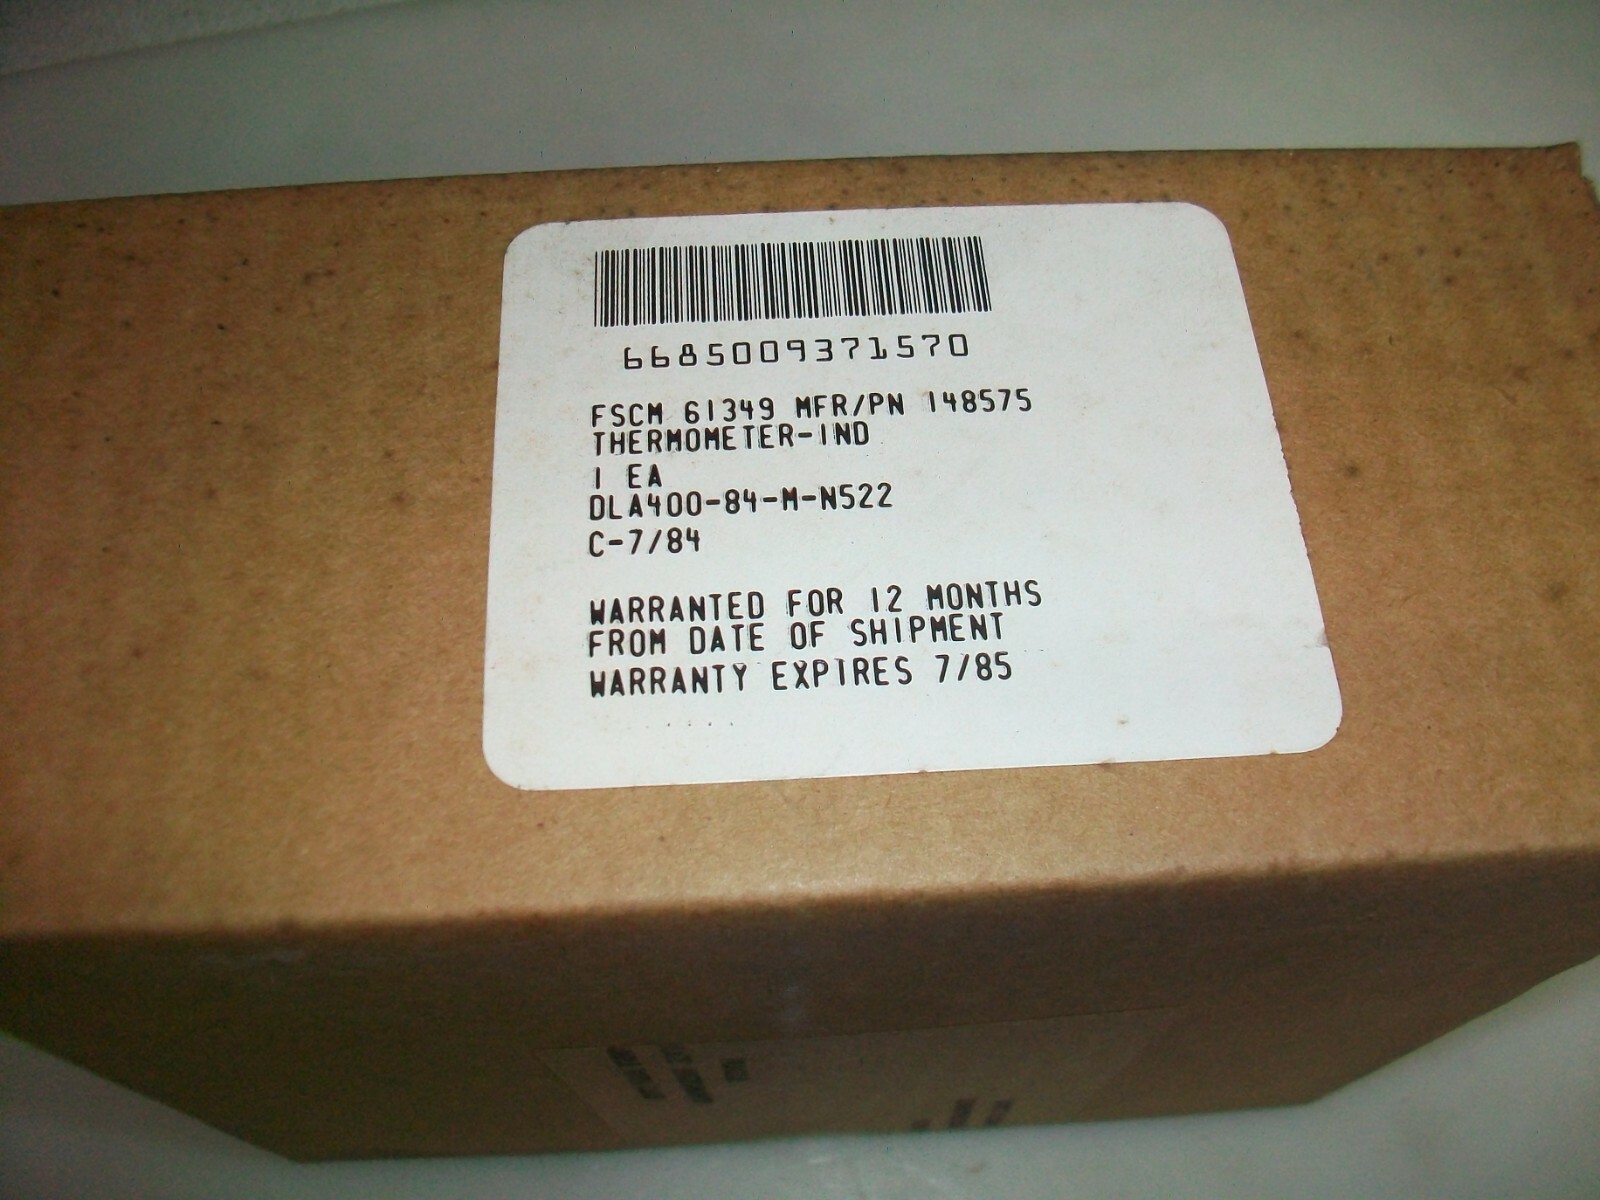 6685009371570
FSCM 61349 MFR/PN 148575
THERMOMETER-IND
1 EA
DLA400-84-M-N522
C-7/84
WARRANTED FOR 12 MONTHS
FROM DATE OF SHIPMENT
WARRANTY EXPIRES 7/85